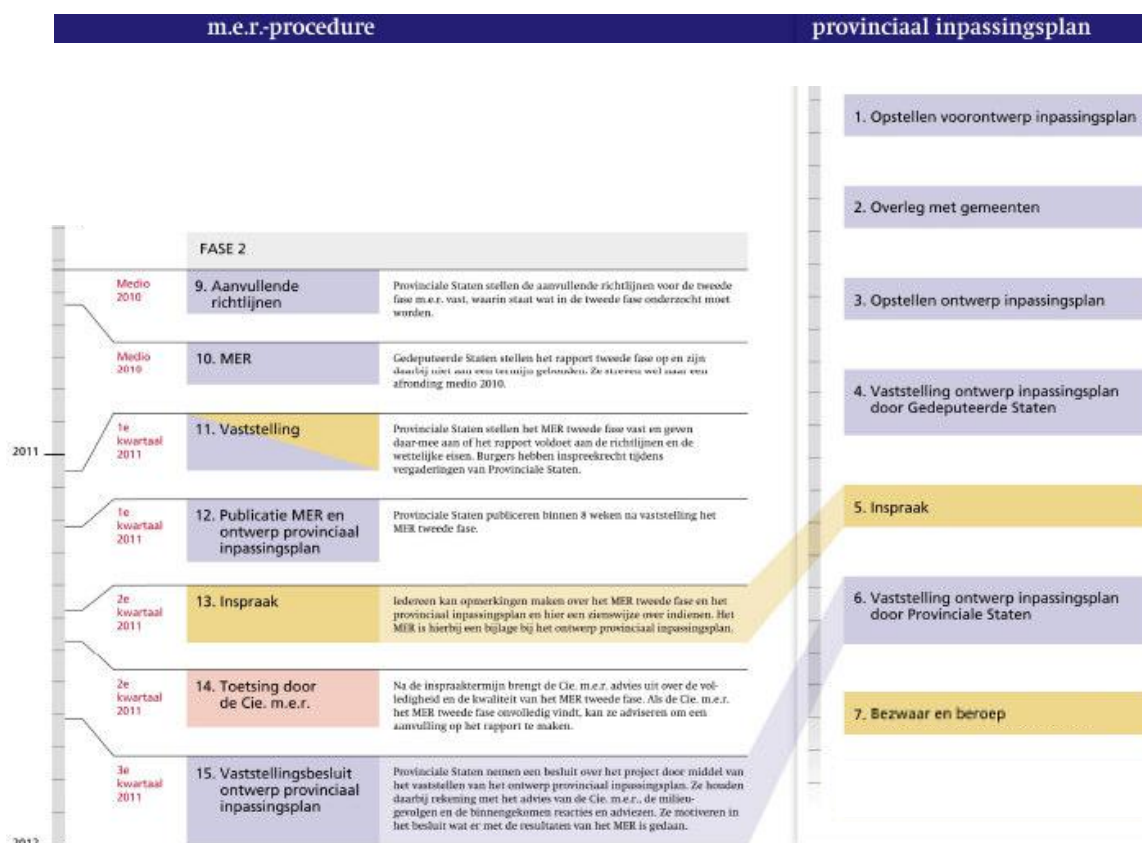 m.e.r.-procedure
provinciaal inpassingsplan
FASE 2
Medio
2010
9. Aanvullende
richtlijnen
Provinciale Staten stellen de aanvullende richtlijnen voor de tweede
fase m.e.r. vast, waarin staat wat in de tweede fase onderzocht moet
worden.
Medio
2010
10. MER
Gedeputeerde Staten stellen het rapport tweede fase op en zijn
daarbij niet aan een termijn gebonden. Ze streven wel naar een
afronding medio 2010.
2011
1e
kwartaal
2011
11. Vaststelling
Provinciale Staten stellen het MER tweede fase vast en geven
daar-mee aan of het rapport voldoet aan de richtlijnen en de
wettelijke eisen. Burgers hebben inspreekrecht tijdens
vergaderingen van Provinciale Staten.
1e
kwartaal
2011
12. Publicatie MER en
ontwerp provinciaal
inpassingsplan
Provinciale Staten publiceren binnen 8 weken na vaststelling het
MER tweede fase.
2e
kwartaal
2011
13. Inspraak
Iedereen kan opmerkingen maken over het MER tweede fase en het
provinciaal inpassingsplan en hier een zienswijze over indienen. Het
MER is hierbij een bijlage bij het ontwerp provinciaal inpassingsplan.
2e
kwartaal
2011
14. Toetsing door
de Cie. m.e.r.
Na de inspraaktermijn brengt de Cie. m.e.r. advies uit over de vol-
ledigheid en de kwaliteit van het MER tweede fase. Als de Cie. m.e.r.
het MER tweede fase onvolledig vindt, kan ze adviseren om een
aanvulling op het rapport te maken.
3e
kwartaal
2011
15. Vaststellingsbesluit
ontwerp provinciaal
inpassingsplan
Provinciale Staten nemen een besluit over het project door middel van
het vaststellen van het ontwerp provinciaal inpassingsplan. Ze houden
daarbij rekening met het advies van de Cie. m.e.r., de milieu-
gevolgen en de binnengekomen reacties en adviezen. Ze motiveren in
het besluit wat er met de resultaten van het MER is gedaan.
2012
1. Opstellen voorontwerp inpassingsplan
2. Overleg met gemeenten
3. Opstellen ontwerp inpassingsplan
4. Vaststelling ontwerp inpassingsplan
door Gedeputeerde Staten
5. Inspraak
6. Vaststelling ontwerp inpassingsplan
door Provinciale Staten
7. Bezwaar en beroep